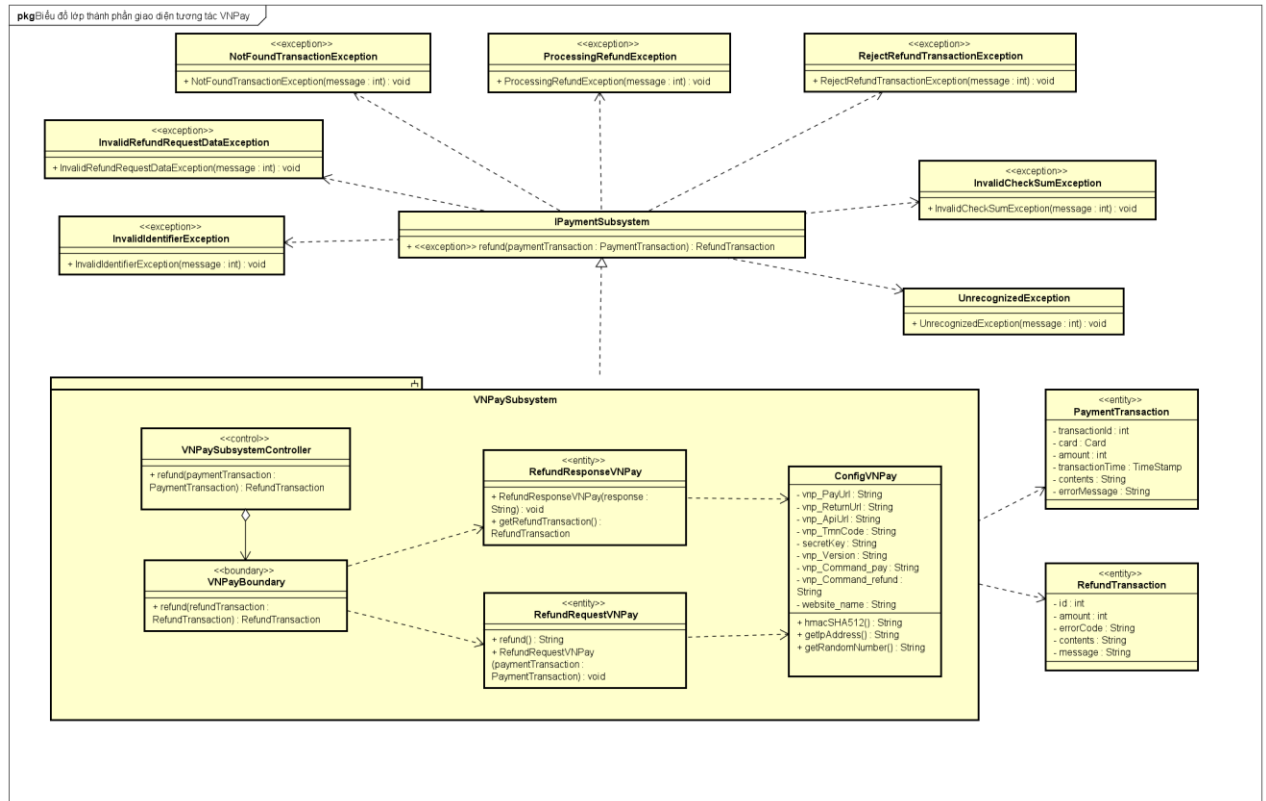 pkg Biểu đồ lớp thành phần giao diện tương tác VNPay
<<exception>>
NotFoundTransactionException
+ NotFoundTransactionException(message : int) : void
<<exception>>
ProcessingRefundException
+ ProcessingRefundException(message : int) : void
<<exception>>
RejectRefundTransactionException
+ RejectRefundTransactionException(message : int) : void
<<exception>>
InvalidRefundRequestDataException
+ InvalidRefundRequestDataException(message : int) : void
<<exception>>
InvalidCheckSumException
+ InvalidCheckSumException(message : int) : void
<<exception>>
InvalidIdentifierException
+ InvalidIdentifierException(message : int) : void
IPaymentSubsystem
+ <<exception>> refund(paymentTransaction : PaymentTransaction) : RefundTransaction
UnrecognizedException
+ UnrecognizedException(message : int) : void
VNPaySubsystem
<<control>>
VNPaySubsystemController
+ refund(paymentTransaction :
PaymentTransaction) : RefundTransaction
<<boundary>>
VNPayBoundary
+ refund(refundTransaction :
RefundTransaction) : RefundTransaction
<<entity>>
RefundResponseVNPay
+ RefundResponseVNPay(response :
String) : void
+ getRefundTransaction() :
RefundTransaction
<<entity>>
RefundRequestVNPay
+ refund() : String
+ RefundRequestVNPay
(paymentTransaction :
PaymentTransaction) : void
ConfigVNPay
- vnp_PayUrl : String
- vnp_ReturnUrl : String
- vnp_ApiUrl : String
- vnp_TmnCode : String
- secretKey : String
- vnp_Version : String
- vnp_Command_pay : String
- vnp_Command_refund :
String
- website_name : String
+ hmacSHA512() : String
+ getIpAddress() : String
+ getRandomNumber() : String
<<entity>>
PaymentTransaction
- transactionId : int
- card : Card
- amount : int
- transactionTime : TimeStamp
- contents : String
- errorMessage : String
<<entity>>
RefundTransaction
- id : int
- amount : int
- errorCode : String
- contents : String
- message : String